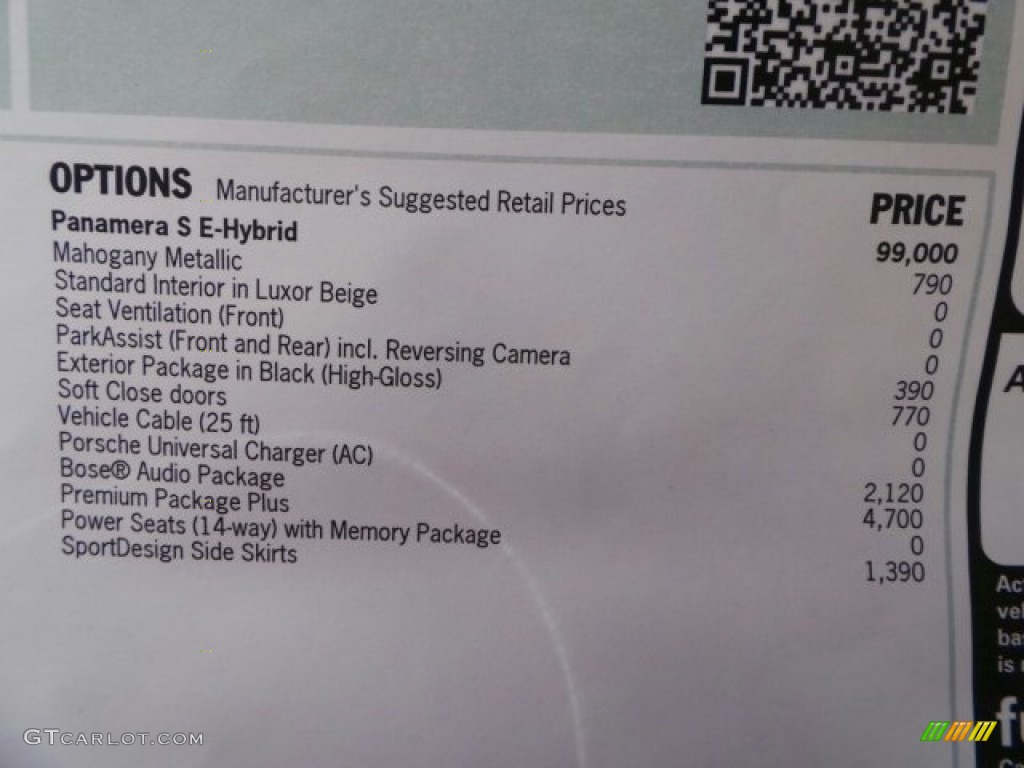 OPTIONS Manufacturer's Suggested Retail Prices PRICE
Panamera S E-Hybrid 99,000
Mahogany Metallic 790
Standard Interior in Luxor Beige 0
Seat Ventilation (Front) 0
ParkAssist (Front and Rear) incl. Reversing Camera 0
Exterior Package in Black (High-Gloss) 390
Soft Close doors 770
Vehicle Cable (25 ft) 0
Porsche Universal Charger (AC) 0
Bose® Audio Package 2,120
Premium Package Plus 4,700
Power Seats (14-way) with Memory Package 0
SportDesign Side Skirts 1,390
is
GTCARLOT.COM